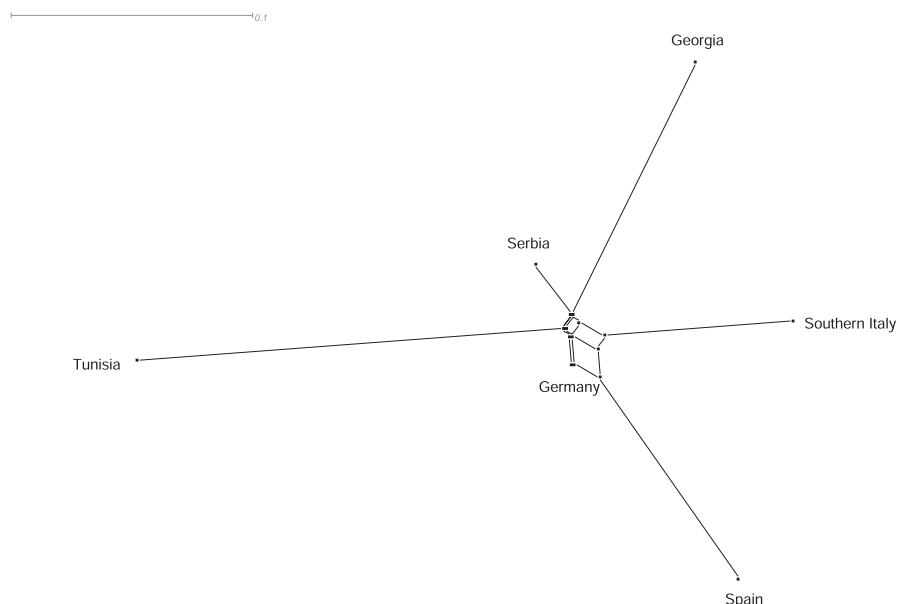 0.1
Georgia
Serbia
Southern Italy
Tunisia
Germany
Spain